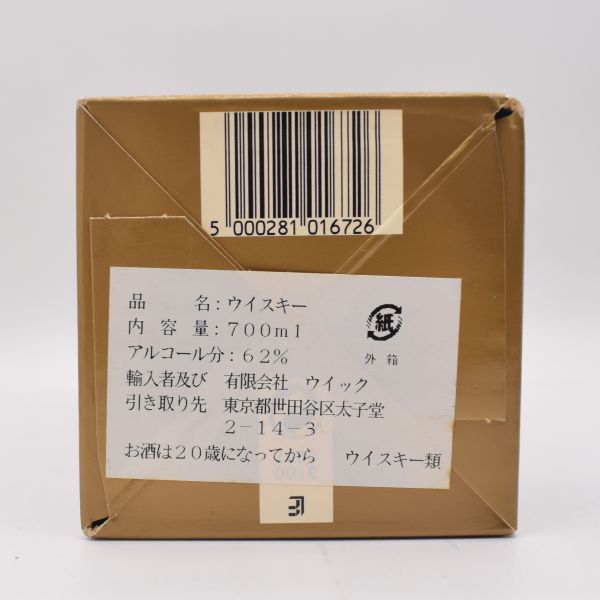 5 000281 016726
品 名：ウイスキー
内 容 量：７００ｍｌ
紙
アルコール分：６２％
外箱
輸入者及び 有限会社 ウイック
引き取り先 東京都世田谷区太子堂
２－１４－３
お酒は２０歳になってから ウイスキー類